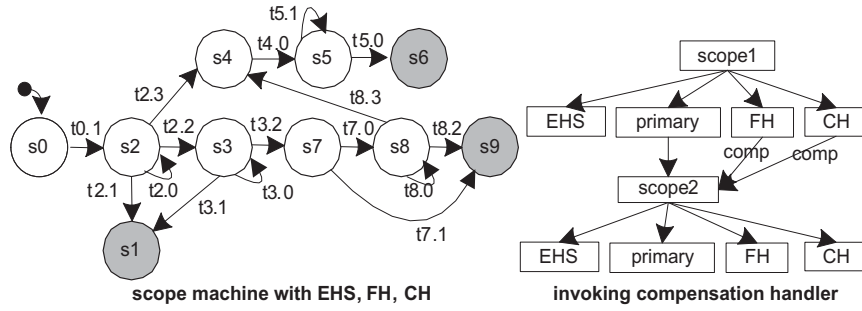 t5.1
s4
t4.0
s5
t5.0
s6
t2.3
t8.3
s0
t0.1
s2
t2.2
s3
t3.2
s7
t7.0
s8
t8.2
s9
t2.1
t2.0
t3.1
t3.0
t8.0
t7.1
s1
scope machine with EHS, FH, CH
scope1
EHS primary FH CH
comp comp
scope2
EHS primary FH CH
invoking compensation handler